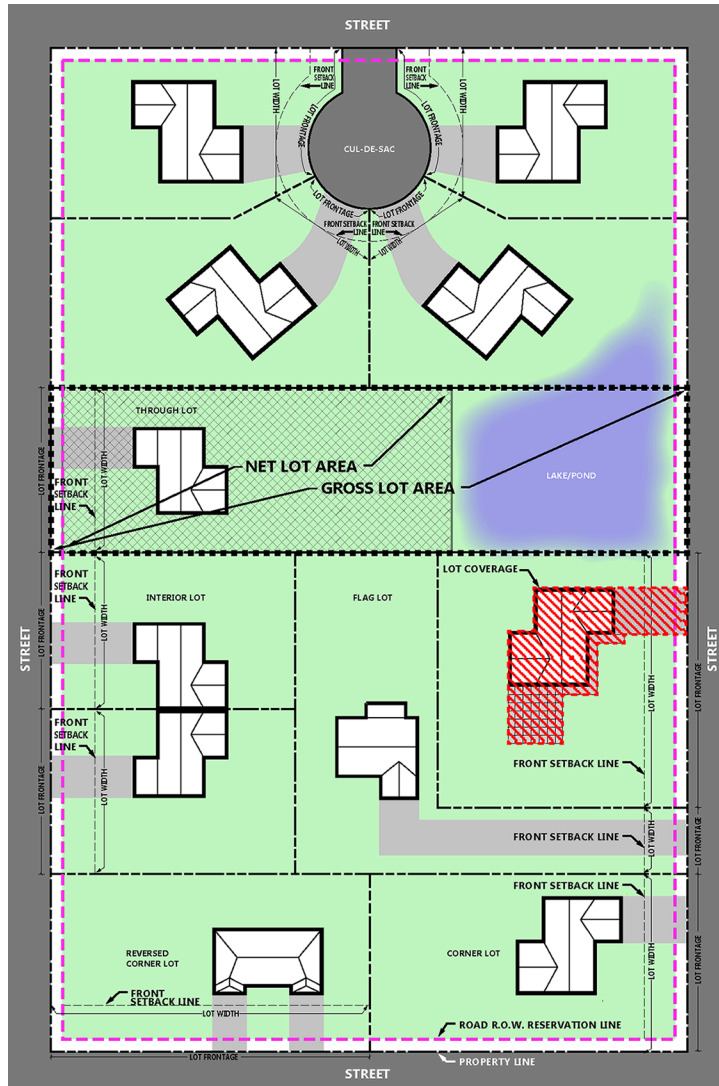 STREET
FRONT
SETBACK
LINE
FRONT
SETBACK
LINE
LOT WIDTH
LOT WIDTH
LOT FRONTAGE
LOT FRONTAGE
CUL-DE-SAC
LOT FRONTAGE
LOT FRONTAGE
FRONT SETBACK
LINE
FRONT SETBACK
LINE
LOT WIDTH
LOT WIDTH
THROUGH LOT
LOT FRONTAGE
LOT WIDTH
NET LOT AREA
GROSS LOT AREA
LAKE/POND
FRONT
SETBACK
LINE
FRONT
SETBACK
LINE
LOT WIDTH
INTERIOR LOT
FLAG LOT
LOT COVERAGE
STREET
LOT FRONTAGE
STREET
LOT FRONTAGE
LOT WIDTH
FRONT
SETBACK
LINE
LOT WIDTH
LOT FRONTAGE
FRONT SETBACK LINE
FRONT SETBACK LINE
LOT WIDTH
LOT FRONTAGE
FRONT SETBACK LINE
LOT WIDTH
LOT FRONTAGE
REVERSED
CORNER LOT
CORNER LOT
FRONT
SETBACK LINE
LOT WIDTH
ROAD R.O.W. RESERVATION LINE
LOT FRONTAGE
PROPERTY LINE
STREET